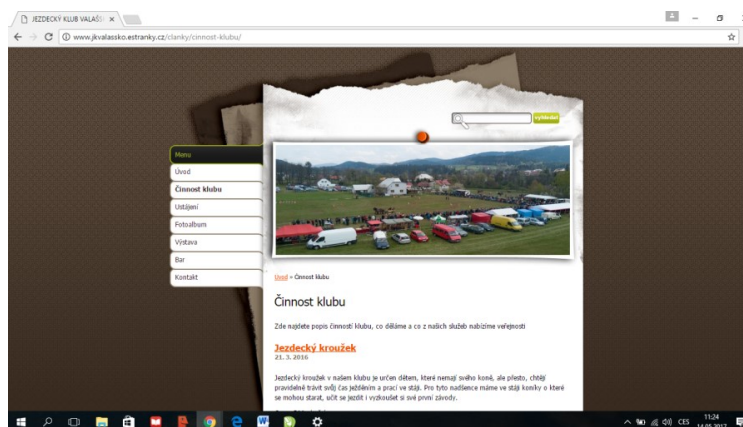 JEZDECKÝ KLUB VALAŠS
www.jkvalassko.estranky.cz/clanky/cinnost-klubu/
vyhledat
Menu
Úvod
Činnost klubu
Ustájení
Fotoalbum
Výstava
Bar
Kontakt
Úvod » Činnost klubu
Činnost klubu
Zde najdete popis činností klubu, co děláme a co z našich služeb nabízíme veřejnosti
Jezdecký kroužek
21. 3. 2016
Jezdecký kroužek v našem klubu je určen dětem, které nemají svého koně, ale přesto, chtějí
pravidelně trávit svůj čas ježděním a prací ve stáji. Pro tyto nadšence máme ve stáji koníky o které
se mohou starat, učit se jezdit i vyzkoušet si své první závody.
CES
11:24
14.05.2017